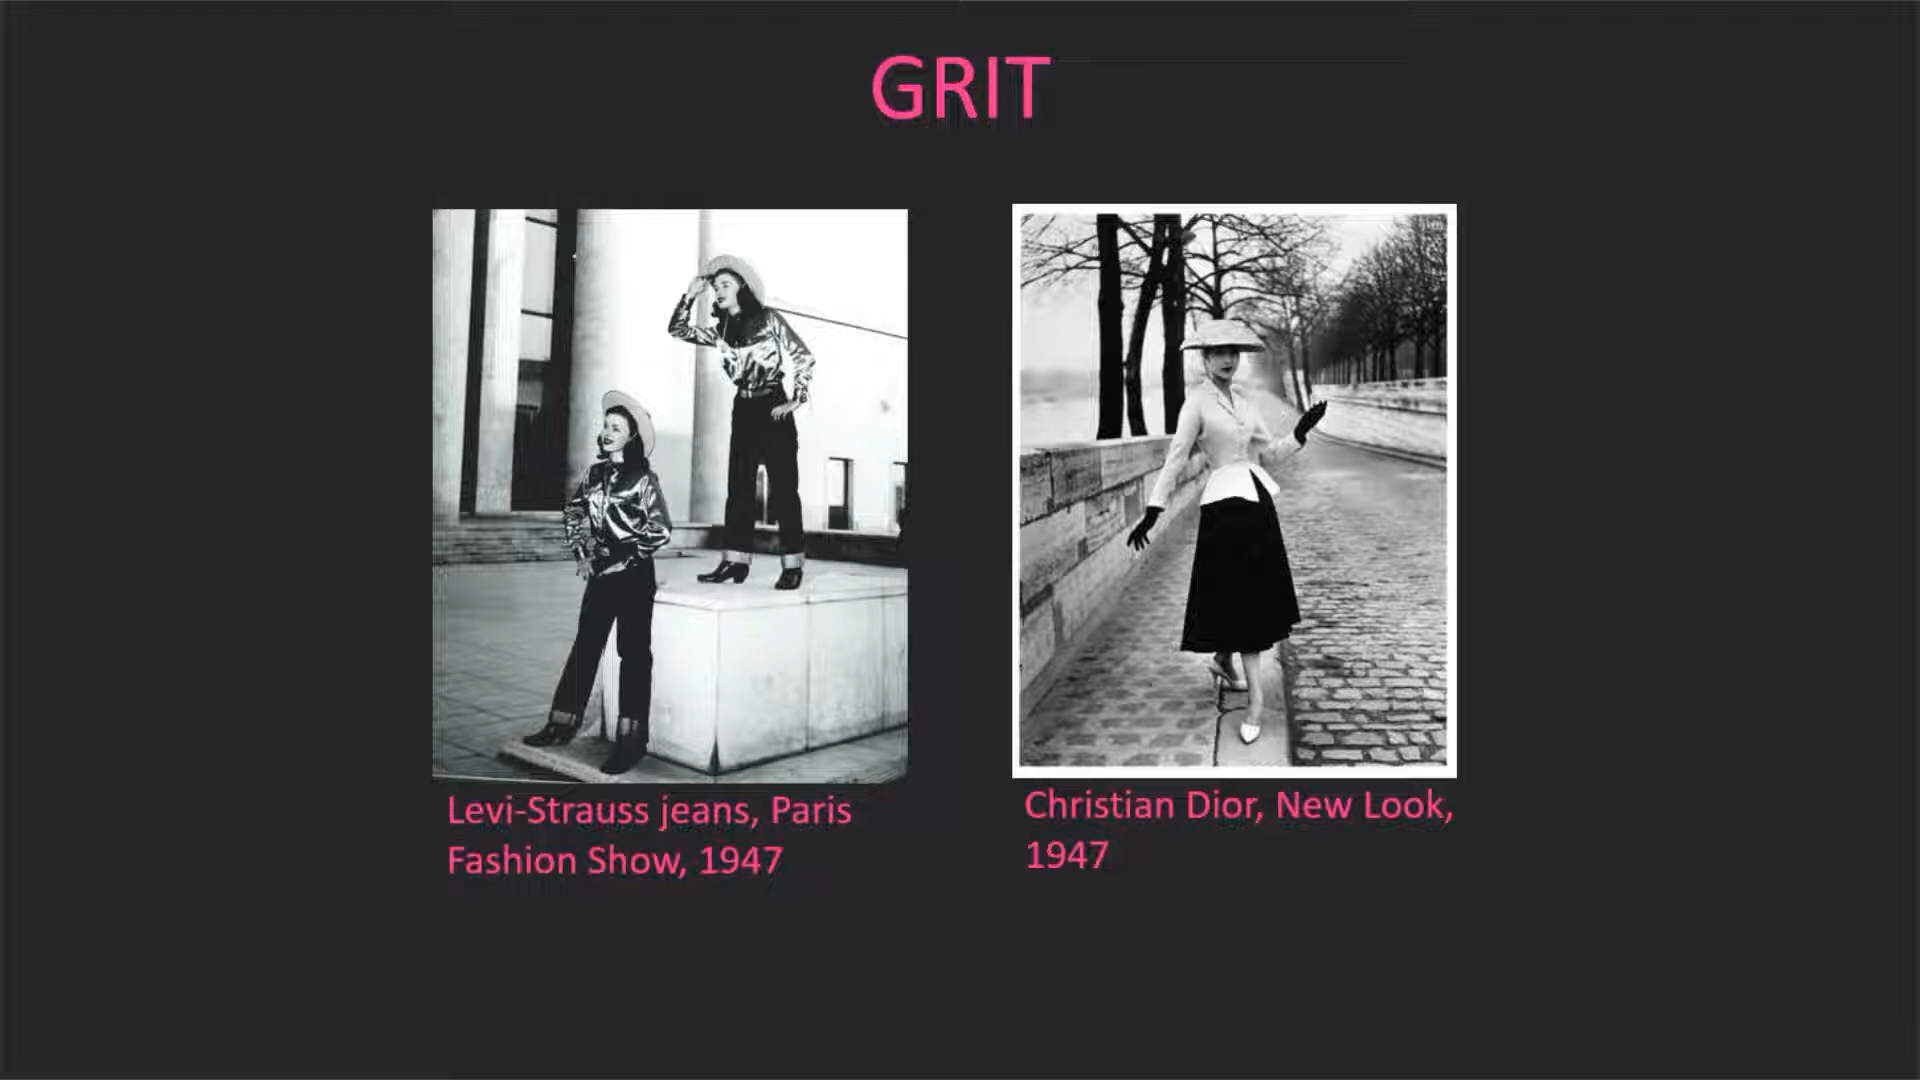 GRIT
Levi-Strauss jeans, Paris
Fashion Show, 1947
Christian Dior, New Look,
1947